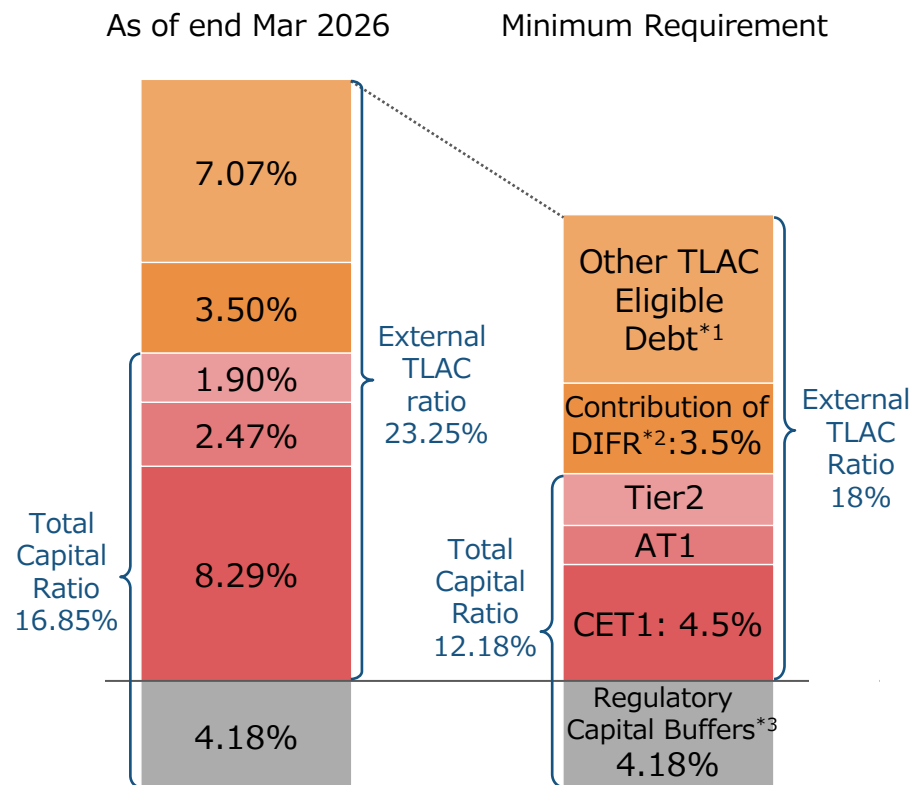 As of end Mar 2026
7.07%
3.50%
1.90%
2.47%
8.29%
4.18%
External
TLAC
ratio
23.25%
Total
Capital
Ratio
16.85%
Minimum Requirement
Other TLAC
Eligible
Debt*1
Contribution of
DIFR*2:3.5%
Tier2
AT1
CET1: 4.5%
Regulatory
Capital Buffers*3
4.18%
Total
Capital
Ratio
12.18%
External
TLAC
Ratio
18%